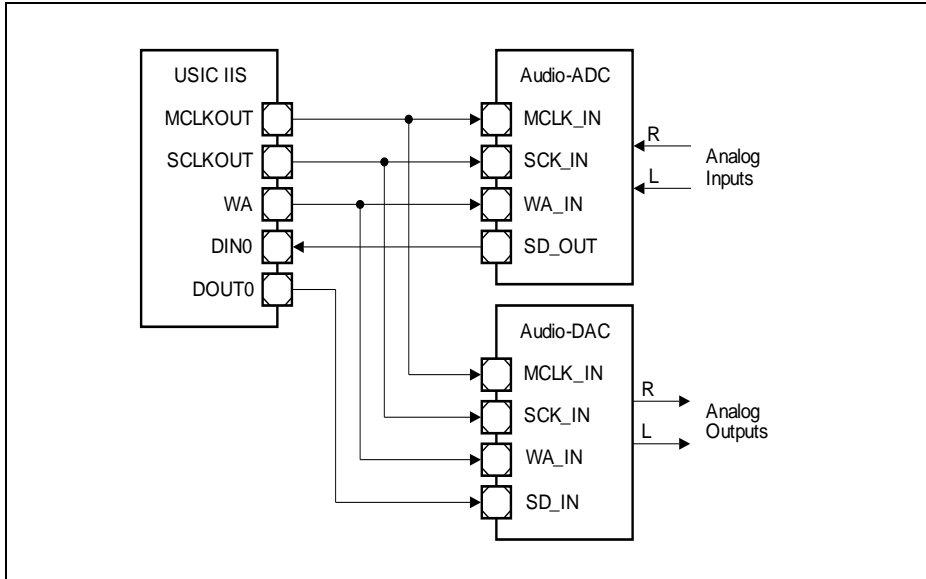 USIC IIS
MCLKOUT
SCLKOUT
WA
DIN0
DOUT0
Audio-ADC
MCLK_IN
SCK_IN
WA_IN
SD_OUT
R
L
Analog
Inputs
Audio-DAC
MCLK_IN
SCK_IN
WA_IN
SD_IN
R
L
Analog
Outputs